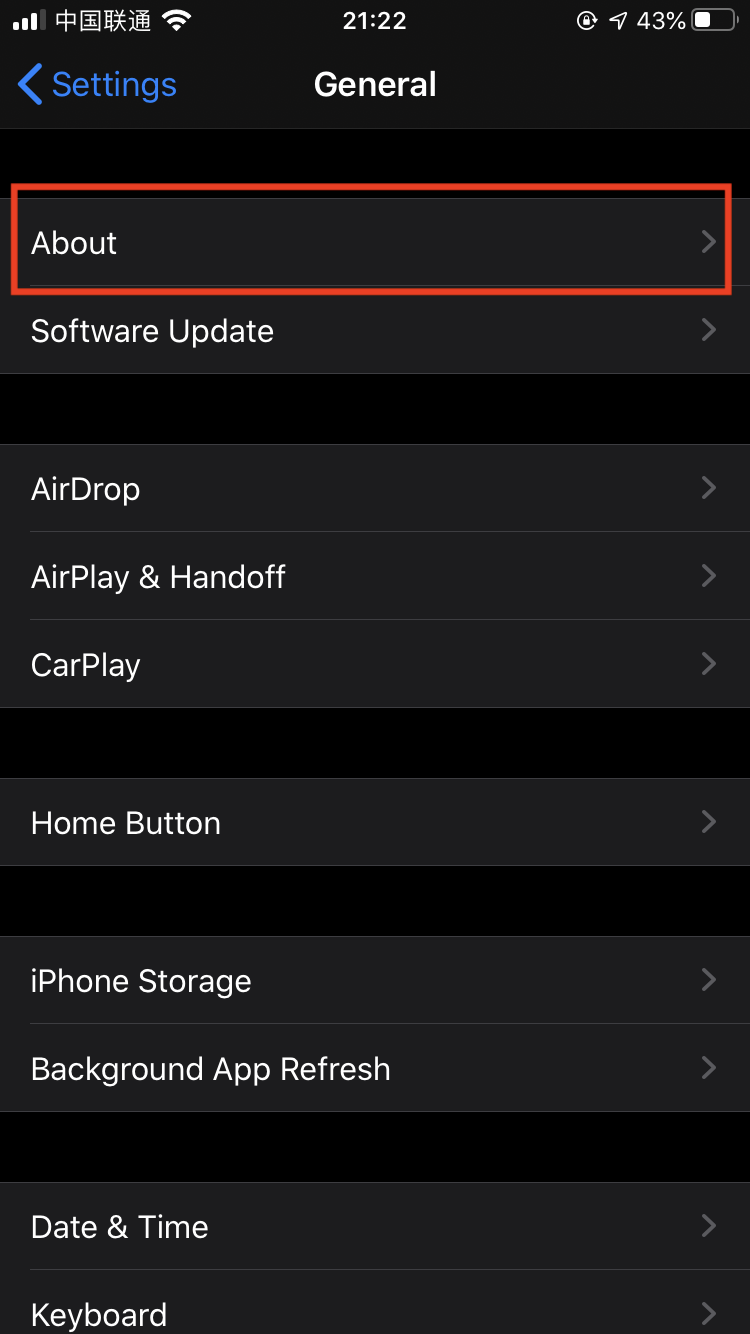 中国联通 21:22 43%
Settings General
About
Software Update
AirDrop
AirPlay & Handoff
CarPlay
Home Button
iPhone Storage
Background App Refresh
Date & Time
Keyboard